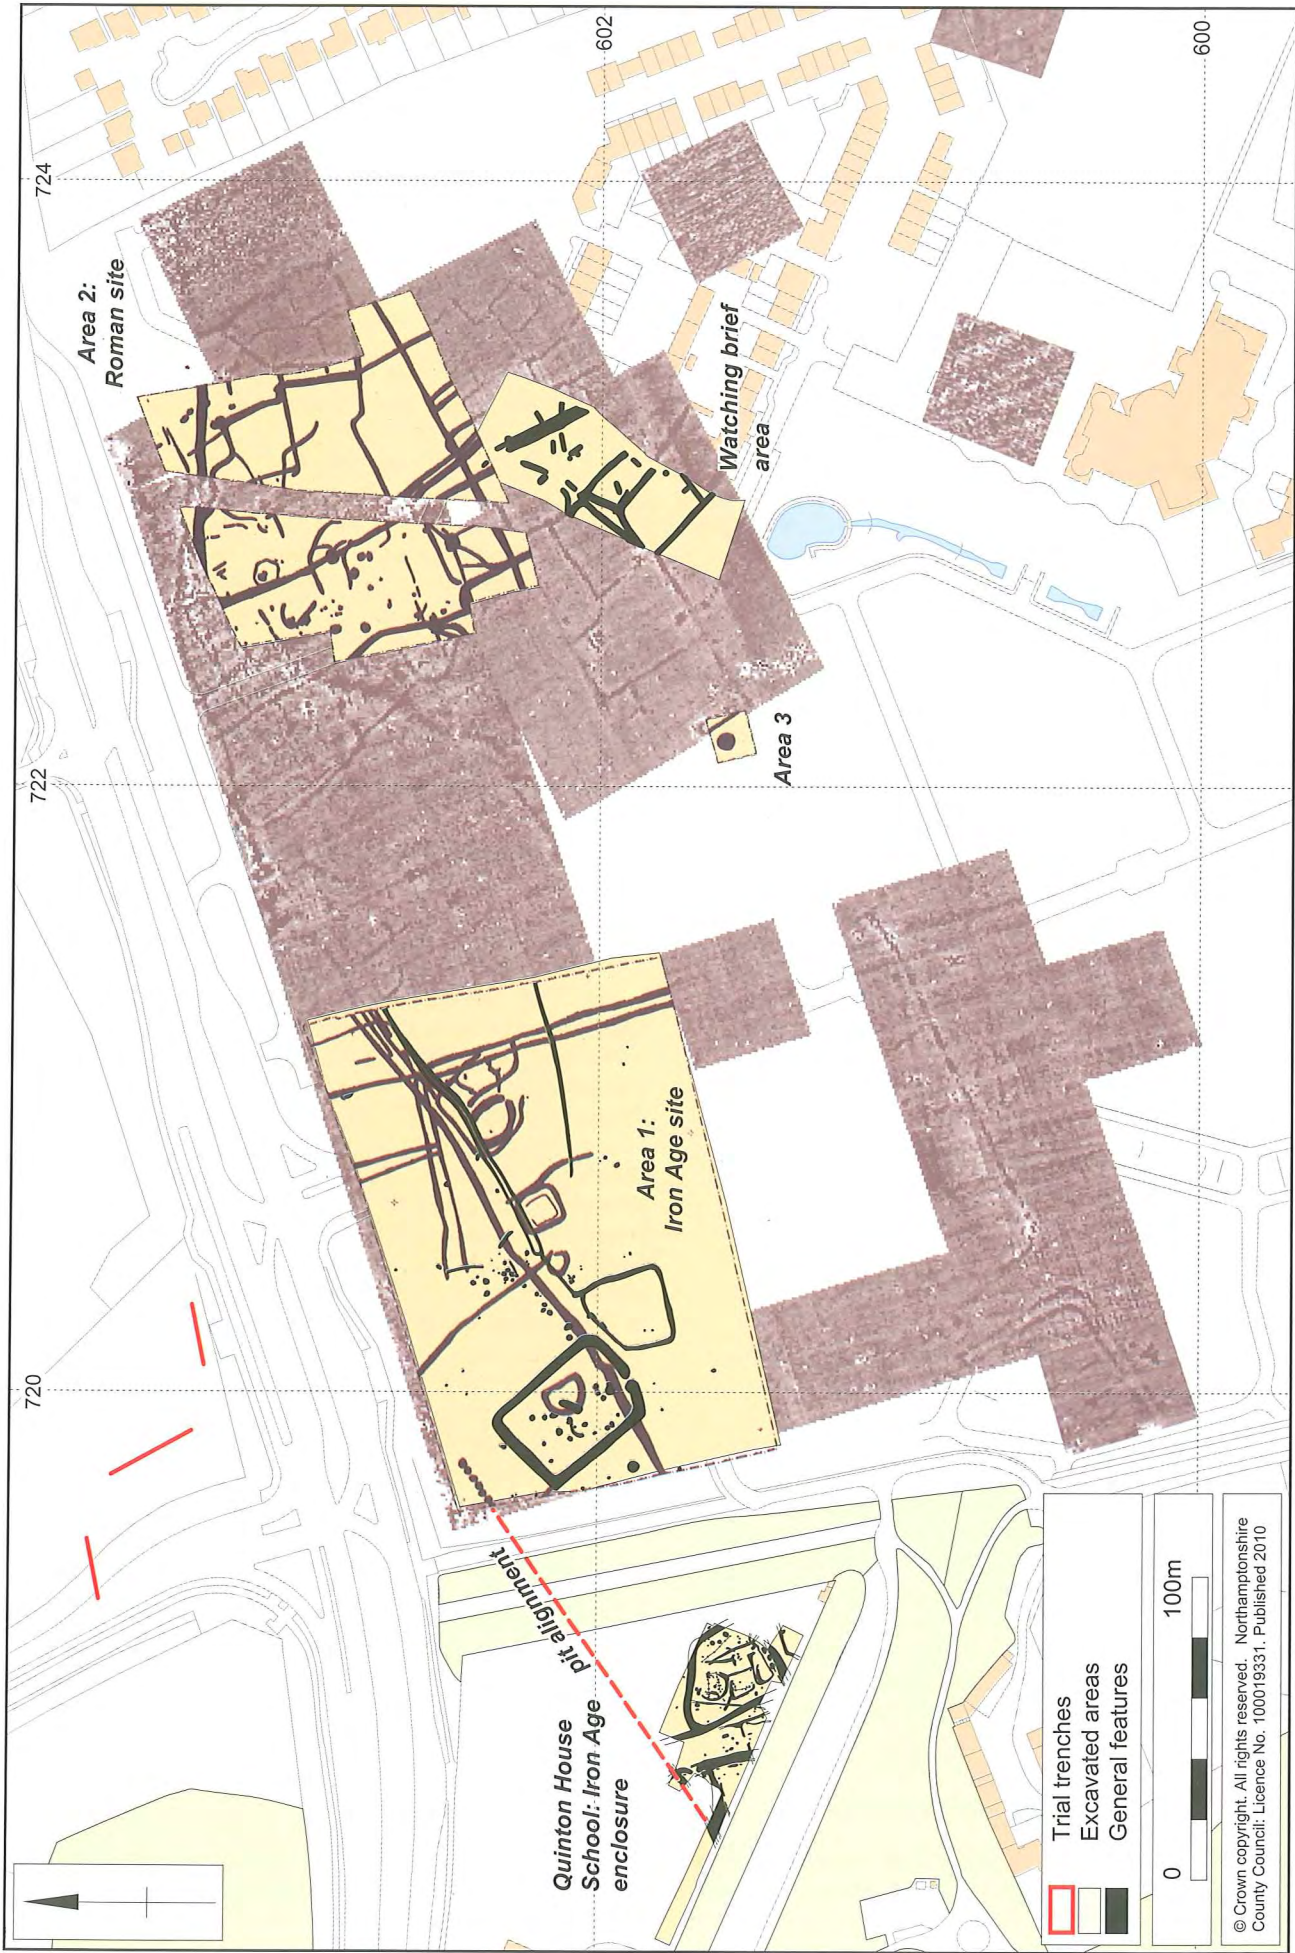 720
722
724
602
600
Area 2:
Roman site
Watching brief
area
Area 3
Area 1:
Iron Age site
pit alignment
Quinton House
School: Iron Age
enclosure
Trial trenches
Excavated areas
General features
0
100m
© Crown copyright. All rights reserved. Northamptonshire
County Council: Licence No. 100019331. Published 2010